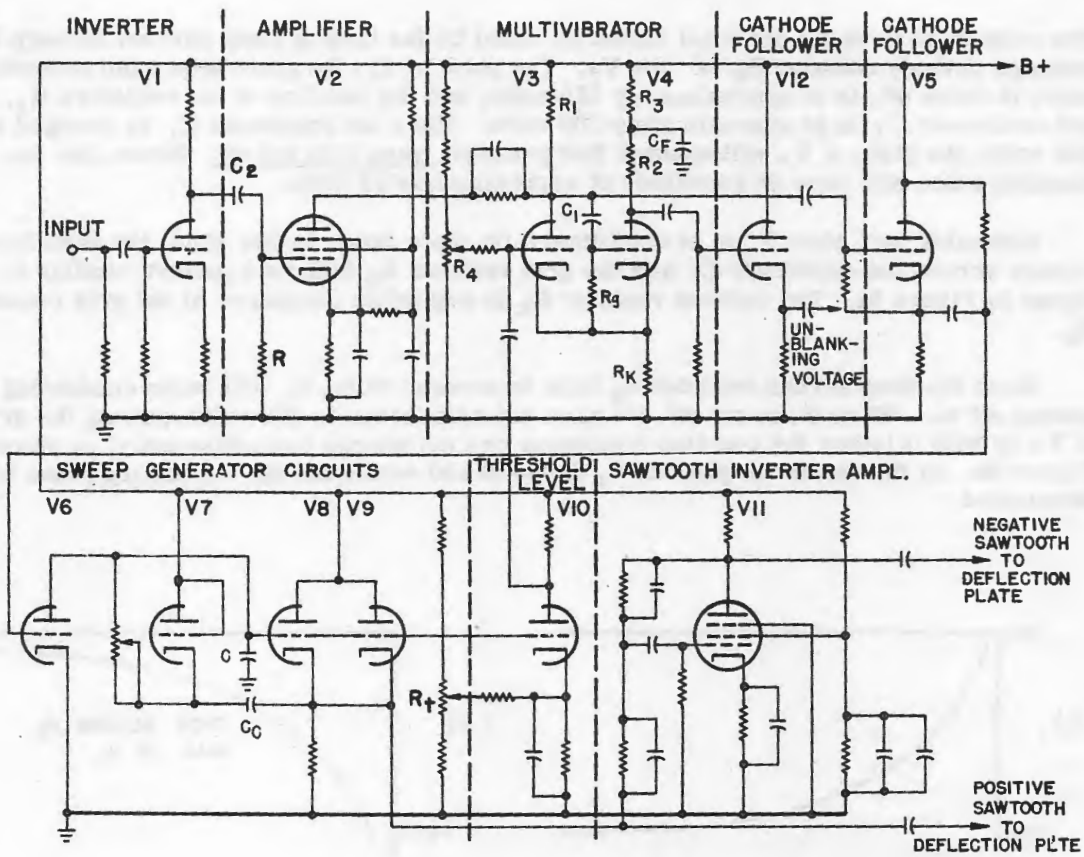 INVERTER AMPLIFIER MULTIVIBRATOR CATHODE FOLLOWER CATHODE FOLLOWER
V1 V2 V3 V4 V12 V5 B+
R1 R3
CF
R2
C2
INPUT
C1
R4
Rg
R
RK
UN-
BLANK-
ING
VOLTAGE
SWEEP GENERATOR CIRCUITS THRESHOLD LEVEL SAWTOOTH INVERTER AMPL.
V6 V7 V8 V9 V10 V11
NEGATIVE
SAWTOOTH
TO
DEFLECTION
PLATE
C
Rt
CC
POSITIVE
SAWTOOTH
TO
DEFLECTION PL'TE